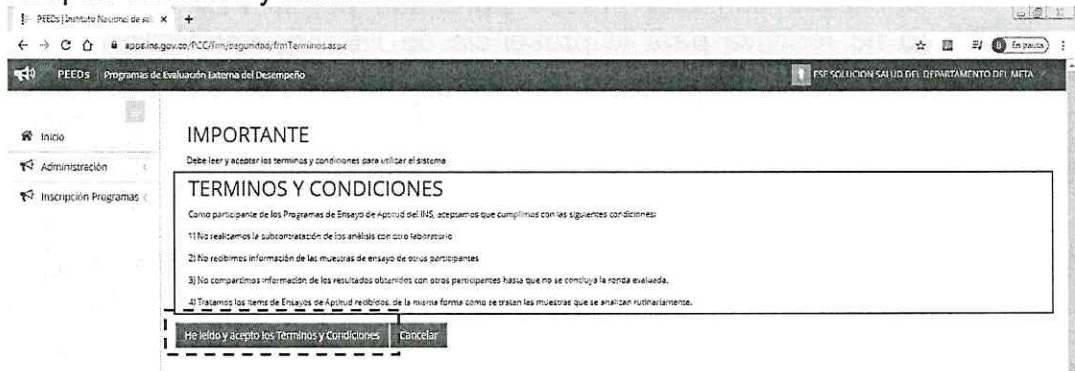 PEEDs | Instituto Nacional de sal
apps.ins.gov.co/PCC/frm/seguridad/frmTerminos.aspx
En pausa
PEEDs Programas de Evaluación Externa del Desempeño
ESE SOLUCION SALUD DEL DEPARTAMENTO DEL META
Inicio
Administración
Inscripción Programas
IMPORTANTE
Debe leer y aceptar los terminos y condiciones para utilizar el sistema
TERMINOS Y CONDICIONES
Como participante de los Programas de Ensayo de Aptitud del INS, aceptamos que cumplimos con las siguientes condiciones:
1) No realizamos la subcontratación de los análisis con otro laboratorio
2) No recibimos información de las muestras de ensayo de otros participantes
3) No compartimos información de los resultados obtenidos con otros participantes hasta que no se concluya la ronda evaluada.
4) Tratamos los items de Ensayos de Aptitud recibidos, de la misma forma como se tratan las muestras que se analizan rutinariamente.
He leído y acepto los Términos y Condiciones
Cancelar